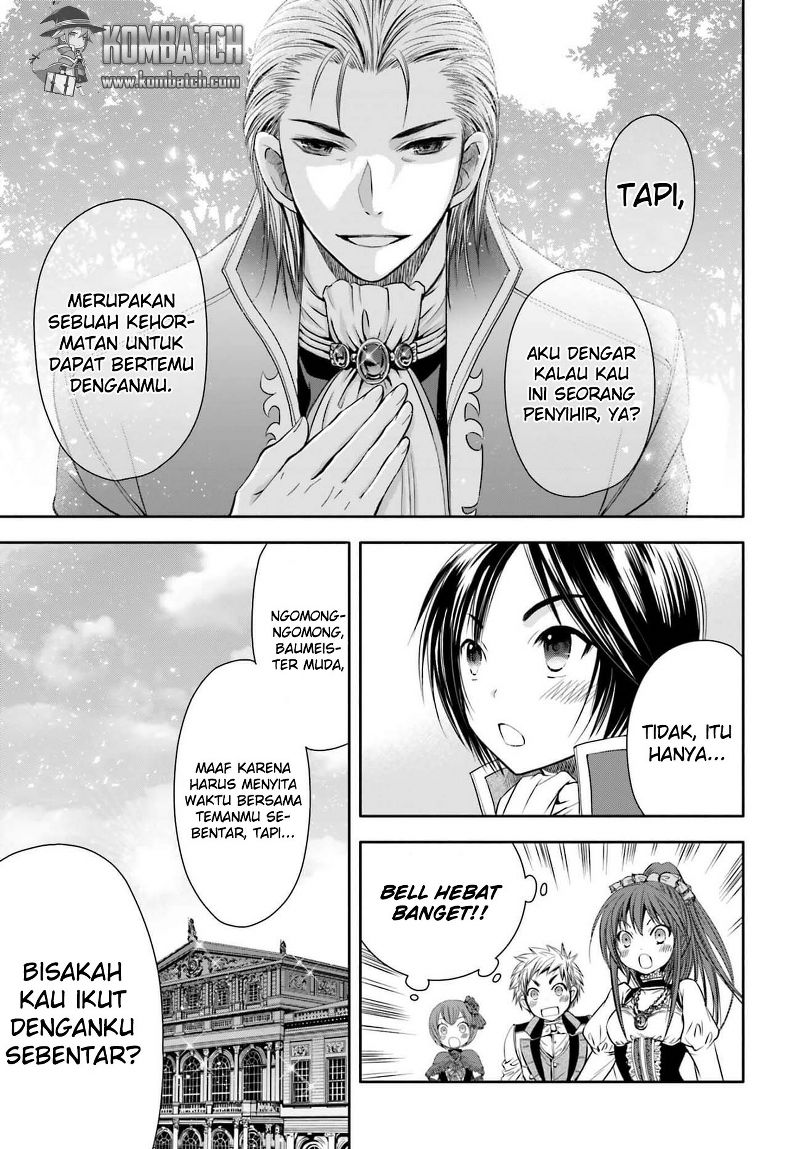 KOMBATCH
www.kombatch.com
TAPI,
AKU DENGAR
KALAU KAU
INI SEORANG
PENYIHIR, YA?
MERUPAKAN
SEBUAH KEHOR-
MATAN UNTUK
DAPAT BERTEMU
DENGANMU.
TIDAK, ITU
HANYA...
BELL HEBAT
BANGET!!
NGOMONG-
NGOMONG,
BAUMEIS-
TER MUDA,
MAAF KARENA
HARUS MENYITA
WAKTU BERSAMA
TEMANMU SE-
BENTAR, TAPI...
BISAKAH
KAU IKUT
DENGANKU
SEBENTAR?